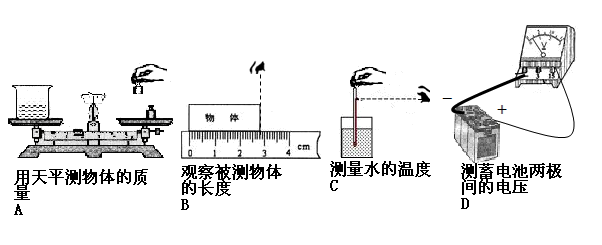 物 体
0 1 2 3 4 cm
V
− +
用天平测物体的质
量
A
观察被测物体
的长度
B
测量水的温度
C
测蓄电池两极
间的电压
D